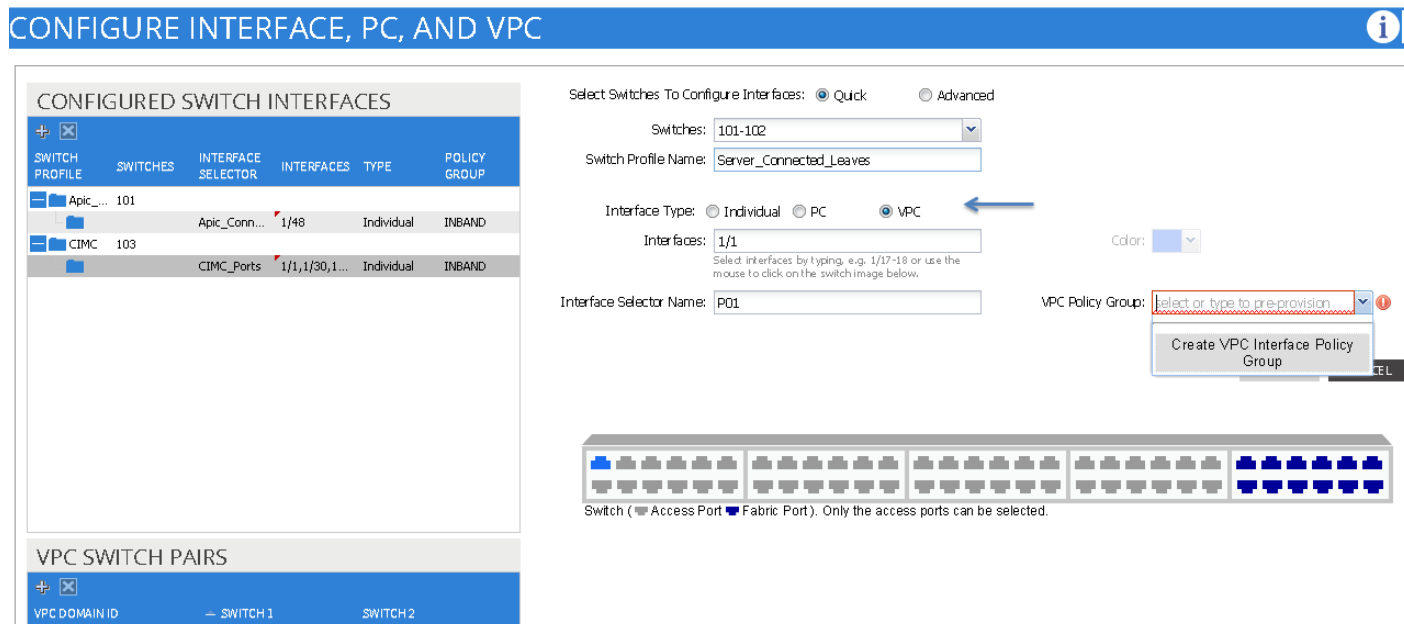 CONFIGURE INTERFACE, PC, AND VPC
i
CONFIGURED SWITCH INTERFACES
SWITCH PROFILE SWITCHES INTERFACE SELECTOR INTERFACES TYPE POLICY GROUP
Apic_... 101
Apic_Conn... 1/48 Individual INBAND
CIMC 103
CIMC_Ports 1/1,1/30,1... Individual INBAND
VPC SWITCH PAIRS
VPC DOMAIN ID SWITCH 1 SWITCH 2
Select Switches To Configure Interfaces: Quick Advanced
Switches: 101-102
Switch Profile Name: Server_Connected_Leaves
Interface Type: Individual PC VPC
Interfaces: 1/1 Color:
Select interfaces by typing, e.g. 1/17-18 or use the
mouse to click on the switch image below.
Interface Selector Name: P01 VPC Policy Group: select or type to pre-provision
Create VPC Interface Policy
Group
CEL
Switch ( Access Port Fabric Port). Only the access ports can be selected.